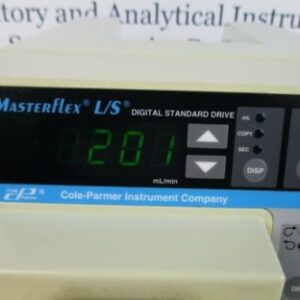 tory and Analytical Instru
MASTERFLEX® L/S® DIGITAL STANDARD DRIVE
ML
COPY
SEC
201
mL/min
DISP
Cole-Parmer Instrument Company